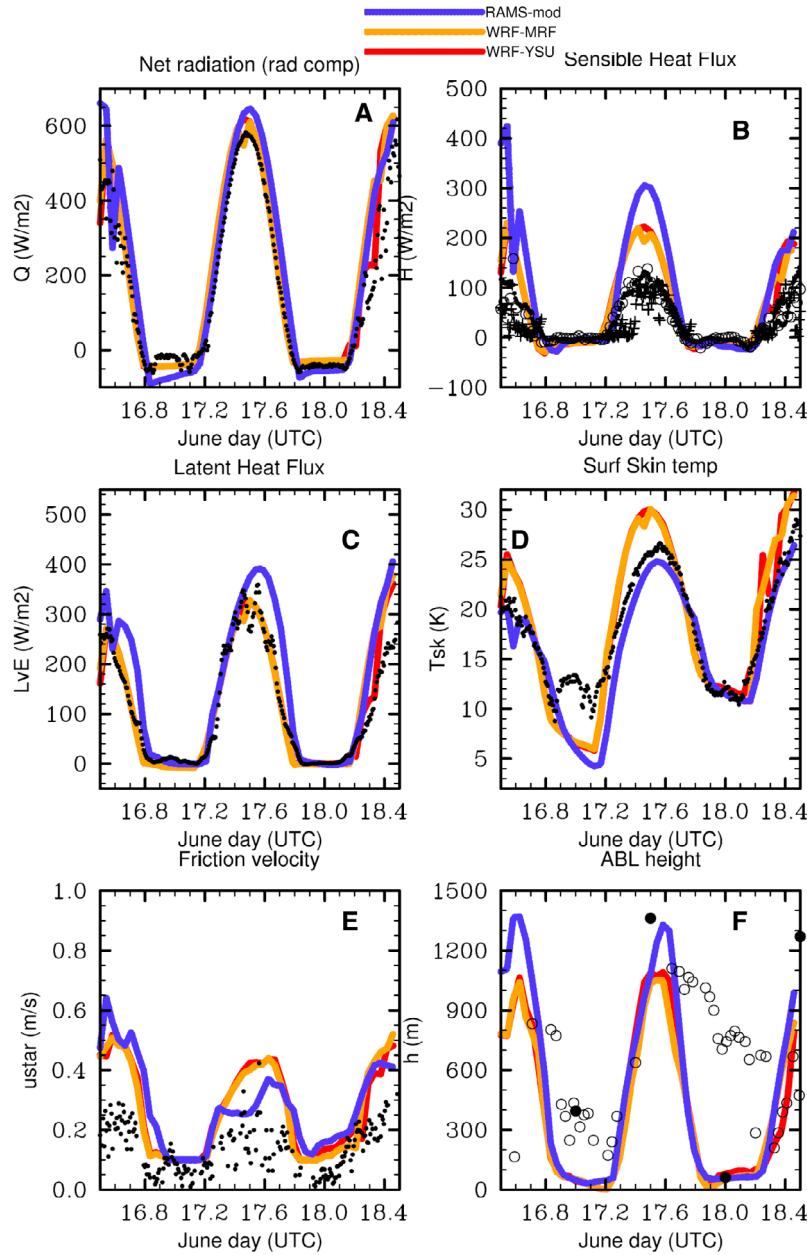 RAMS-mod
WRF-MRF
WRF-YSU
Net radiation (rad comp)
Sensible Heat Flux
A
B
600
400
200
0
Q (W/m2)
500
400
300
200
100
0
−100
H (W/m2)
16.8 17.2 17.6 18.0 18.4
16.8 17.2 17.6 18.0 18.4
June day (UTC)
June day (UTC)
Latent Heat Flux
Surf Skin temp
C
D
500
400
300
200
100
0
LvE (W/m2)
30
25
20
15
10
5
Tsk (K)
16.8 17.2 17.6 18.0 18.4
16.8 17.2 17.6 18.0 18.4
June day (UTC)
June day (UTC)
Friction velocity
ABL height
E
F
1.0
0.8
0.6
0.4
0.2
0.0
ustar (m/s)
1500
1200
900
600
300
0
h (m)
16.8 17.2 17.6 18.0 18.4
16.8 17.2 17.6 18.0 18.4
June day (UTC)
June day (UTC)